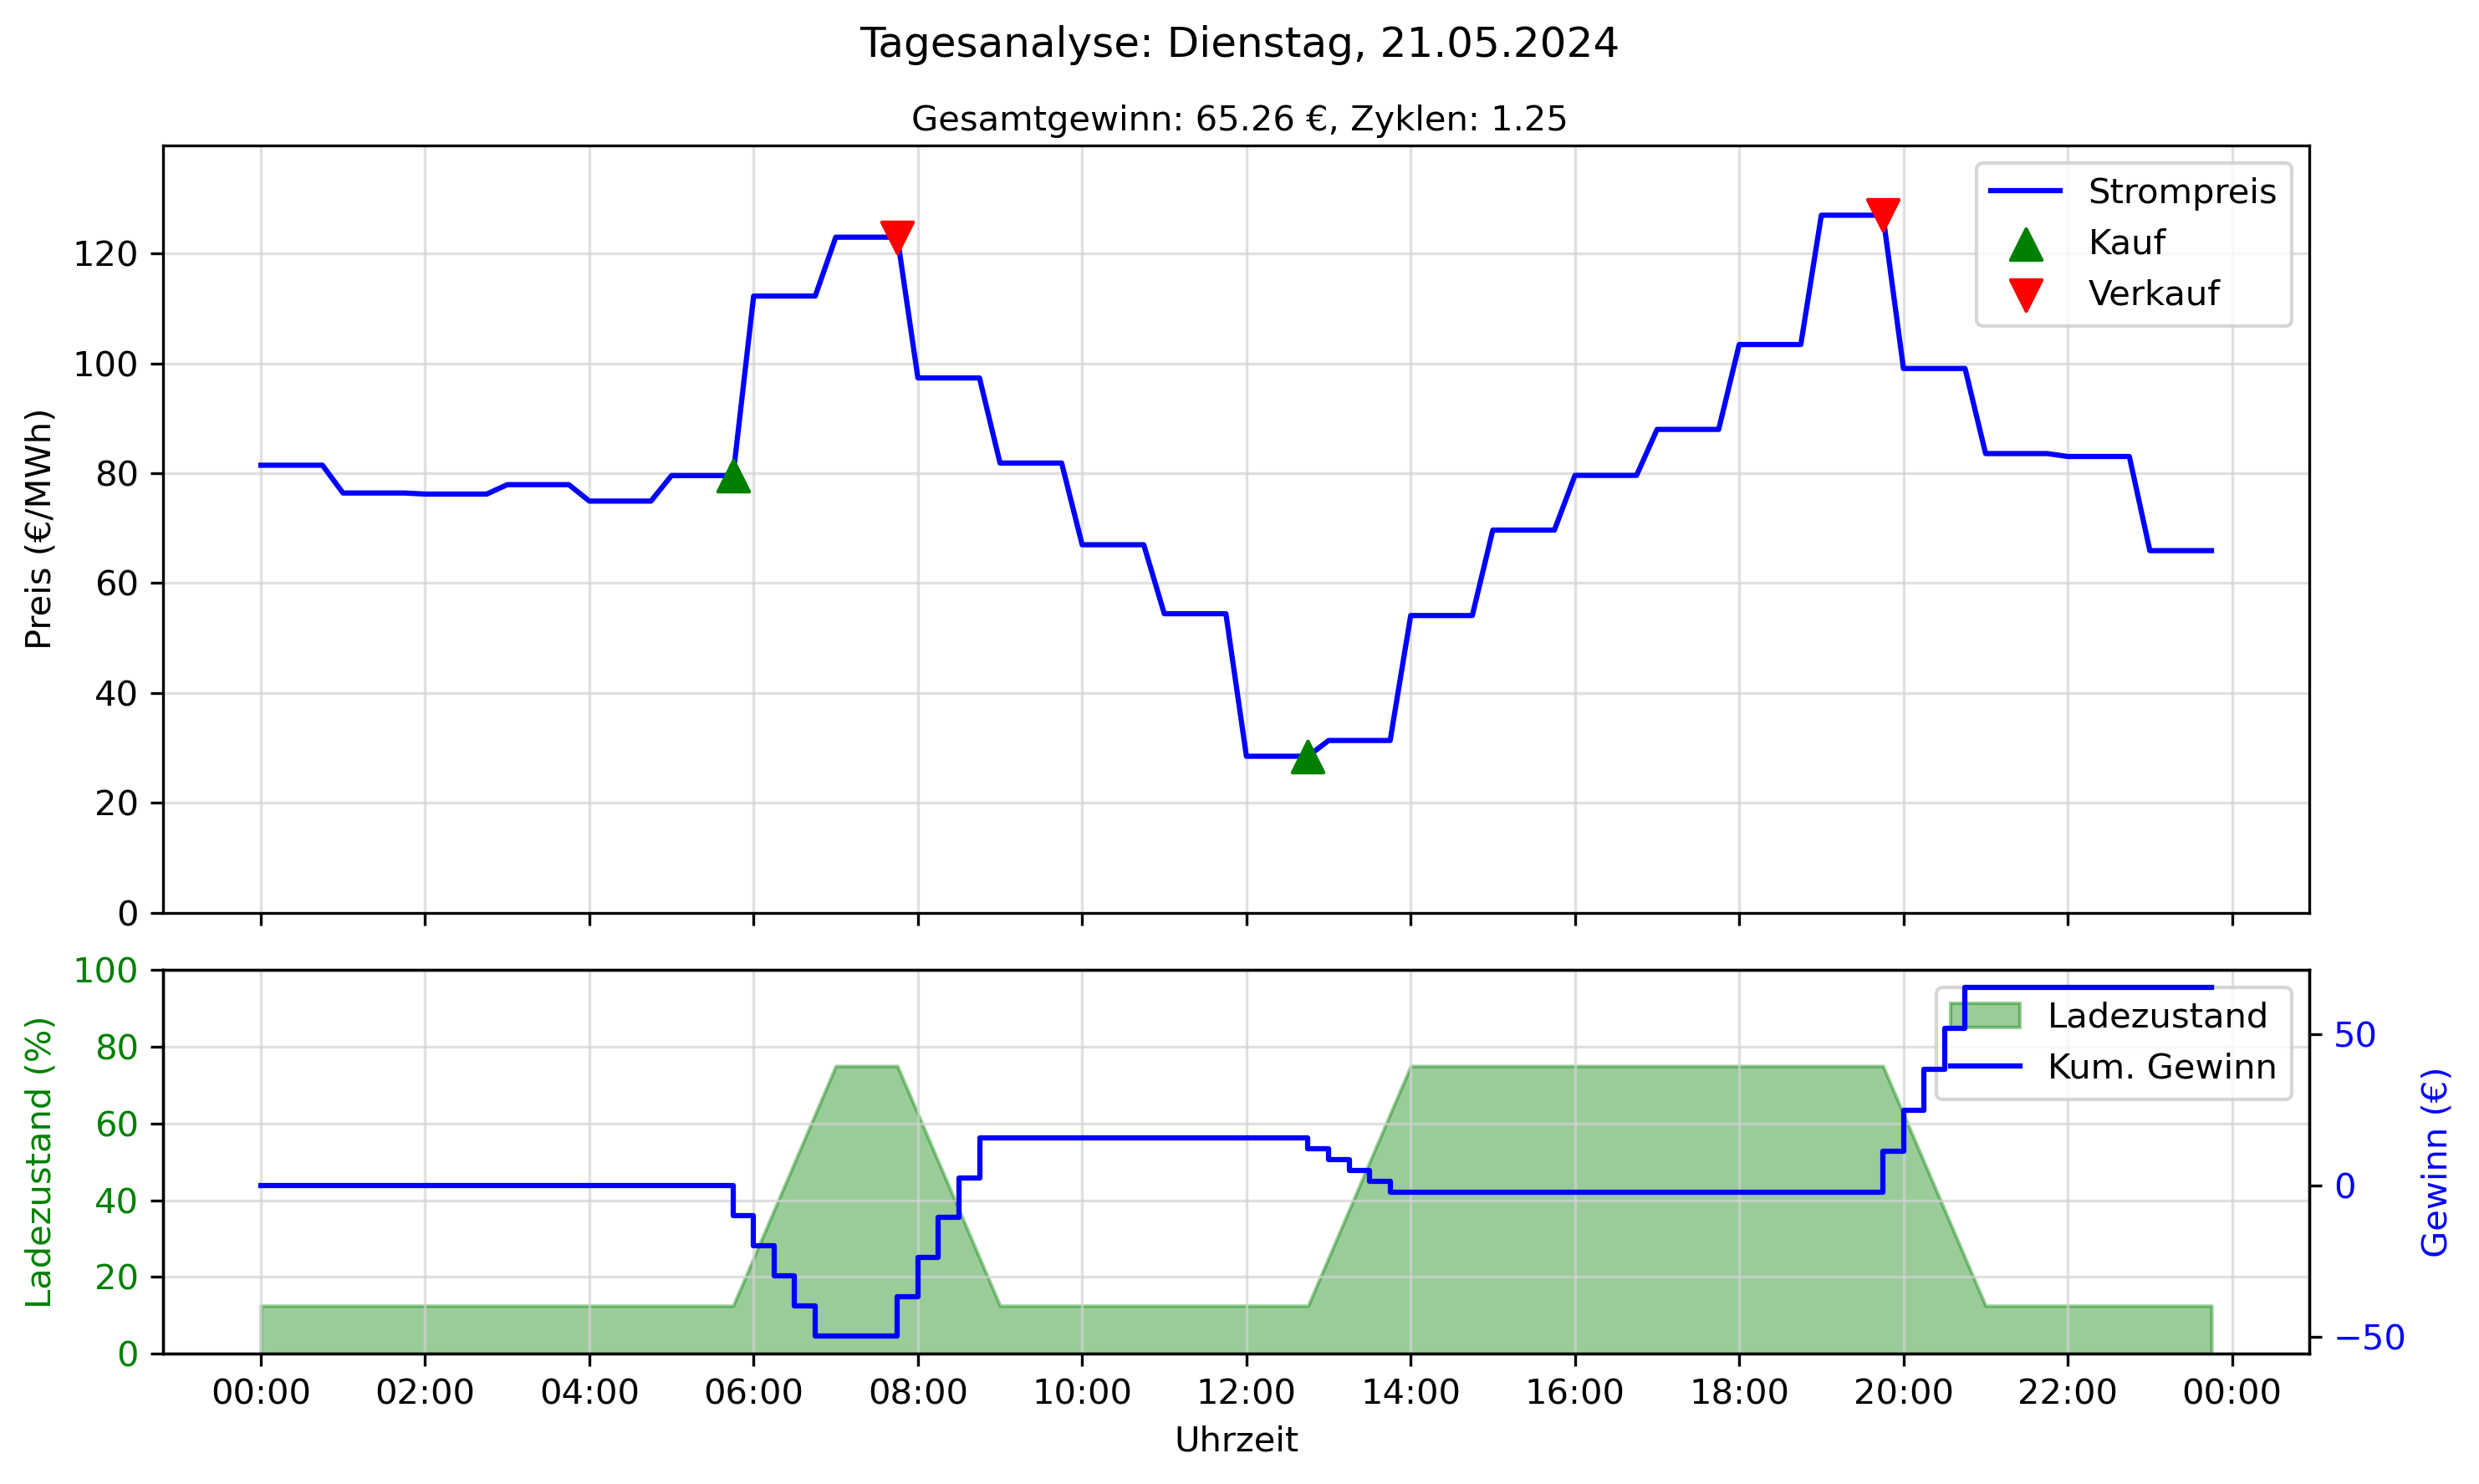 Tagesanalyse: Dienstag, 21.05.2024
Gesamtgewinn: 65.26 €, Zyklen: 1.25
Preis (€/MWh)
120
100
80
60
40
20
0
Strompreis
Kauf
Verkauf
Ladezustand (%)
100
80
60
40
20
0
Ladezustand
Kum. Gewinn
50
0
−50
Gewinn (€)
00:00 02:00 04:00 06:00 08:00 10:00 12:00 14:00 16:00 18:00 20:00 22:00 00:00
Uhrzeit